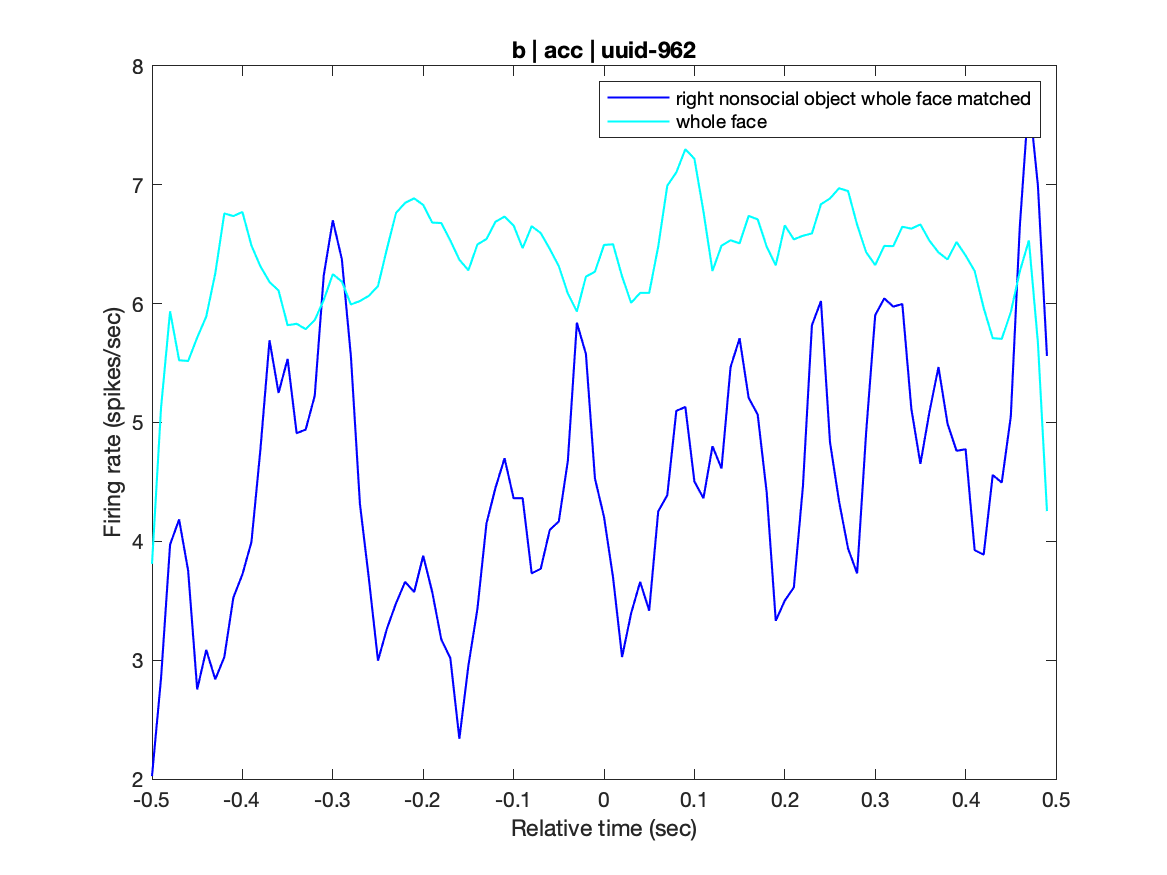 b | acc | uuid-962
right nonsocial object whole face matched
whole face
8
7
6
5
4
3
2
Firing rate (spikes/sec)
-0.5 -0.4 -0.3 -0.2 -0.1 0 0.1 0.2 0.3 0.4 0.5
Relative time (sec)